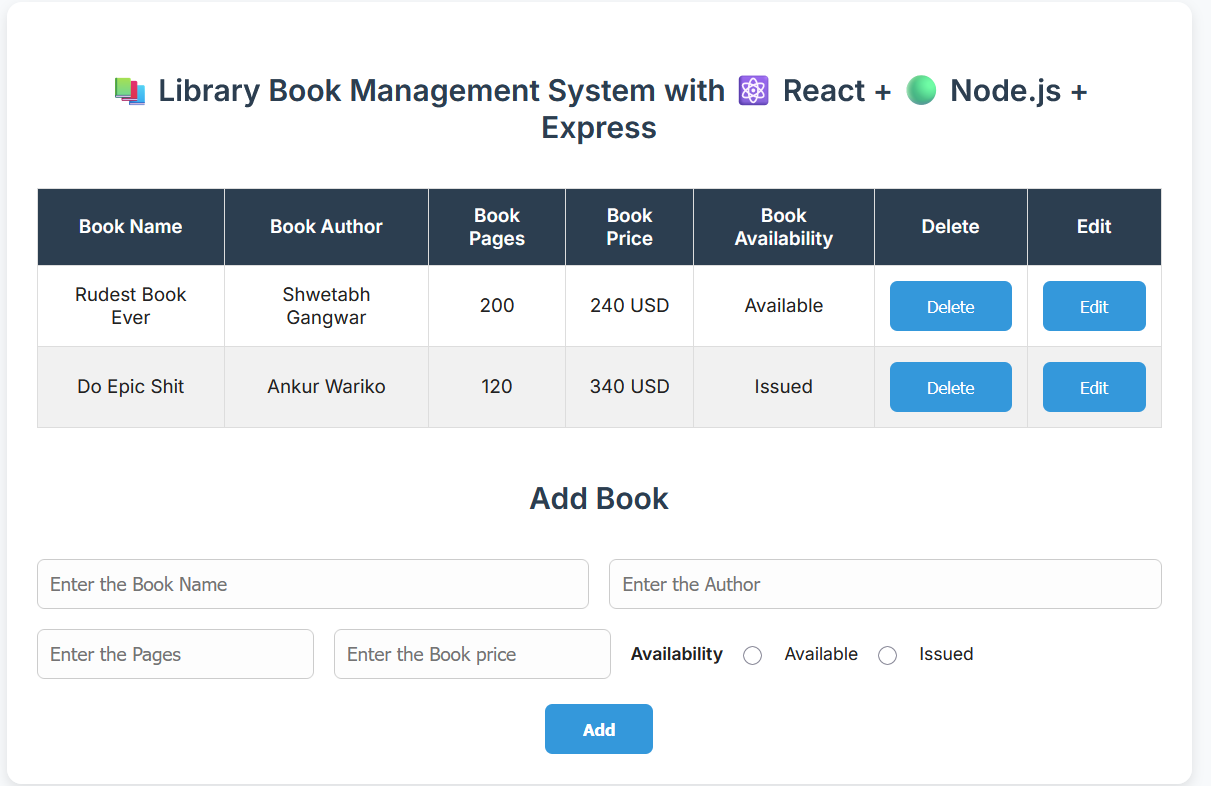 📚 Library Book Management System with ⚛️ React + 🟢 Node.js +
Express
Book Name Book Author Book Pages Book Price Book Availability Delete Edit
Rudest Book Ever Shwetabh Gangwar 200 240 USD Available Delete Edit
Do Epic Shit Ankur Wariko 120 340 USD Issued Delete Edit
Add Book
Enter the Book Name Enter the Author
Enter the Pages Enter the Book price Availability Available Issued
Add